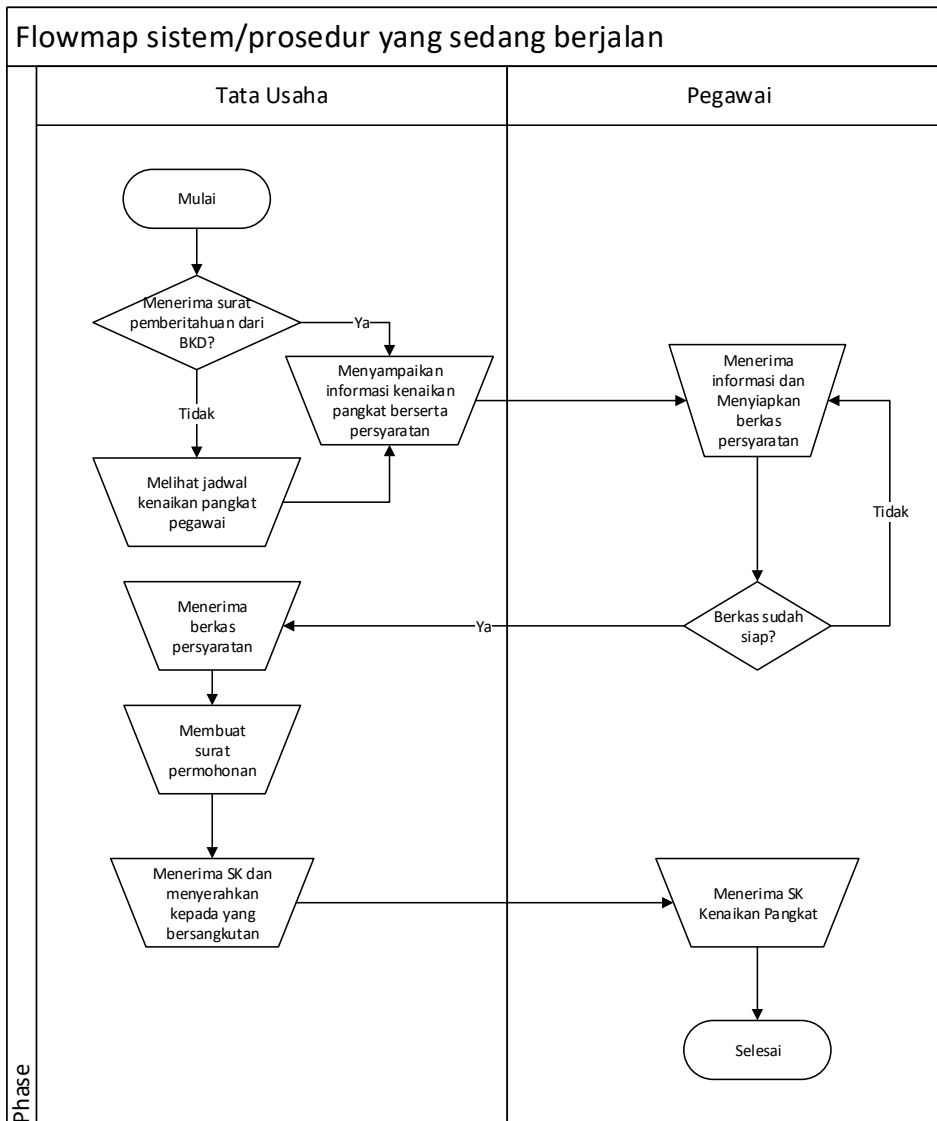 Flowmap sistem/prosedur yang sedang berjalan
Tata Usaha
Pegawai
Mulai
Menerima surat
pemberitahuan dari
BKD?
Ya
Menyampaikan
informasi kenaikan
pangkat berserta
persyaratan
Menerima
informasi dan
Menyiapkan
berkas
persyaratan
Tidak
Melihat jadwal
kenaikan pangkat
pegawai
Tidak
Menerima
berkas
persyaratan
Ya
Berkas sudah
siap?
Membuat
surat
permohonan
Menerima SK dan
menyerahkan
kepada yang
bersangkutan
Menerima SK
Kenaikan Pangkat
Selesai
Phase